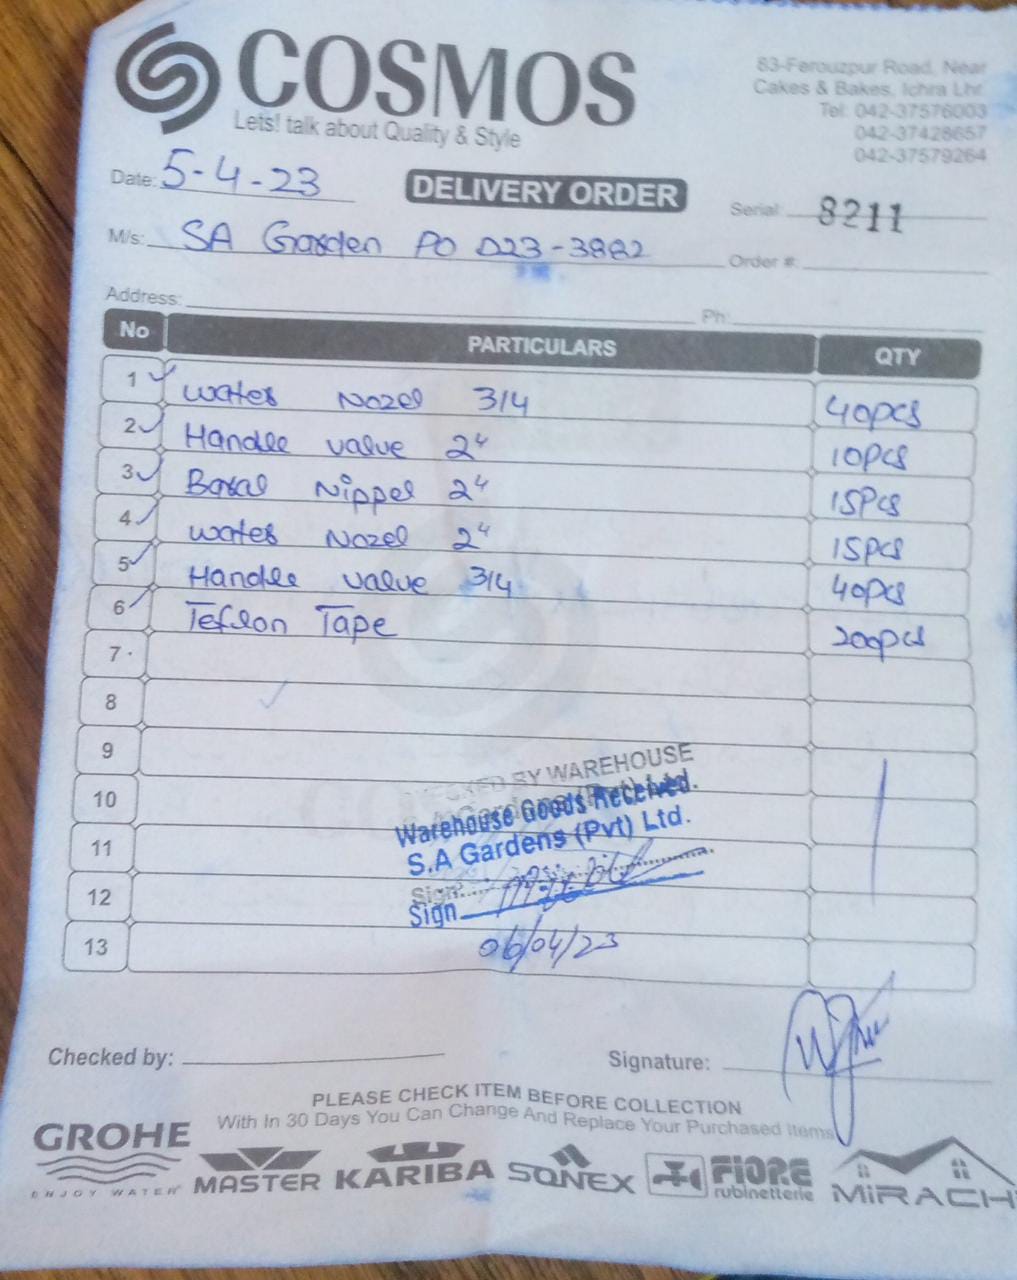 COSMOS
Lets! talk about Quality & Style
83-Ferouzpur Road, Near
Cakes & Bakes, Ichra Lhr.
Tel: 042-37576003
042-37428657
042-37579264
Date: 5-4-23
DELIVERY ORDER
Serial 8211
M/s: SA Garden PO 023-3882
Order #:
Address:
Ph:
No PARTICULARS QTY
1 water Nozel 3/4 40pcs
2 Handle value 2" 10pcs
3 Baral Nippel 2" 15Pcs
4 water Nozel 2" 15pcs
5 Handle value 3/4 40pcs
6 Teflon Tape 200pcs
7
8
9
10
11
12
13
BY WAREHOUSE
Warehouse Goods Received.
S.A Gardens (Pvt) Ltd.
Sign
Sign
06/04/23
Checked by:
Signature:
PLEASE CHECK ITEM BEFORE COLLECTION
With In 30 Days You Can Change And Replace Your Purchased Items
GROHE
ENJOY WATER
MASTER
KARIBA
SONEX
FIORE
rubinetterie
MIRACH